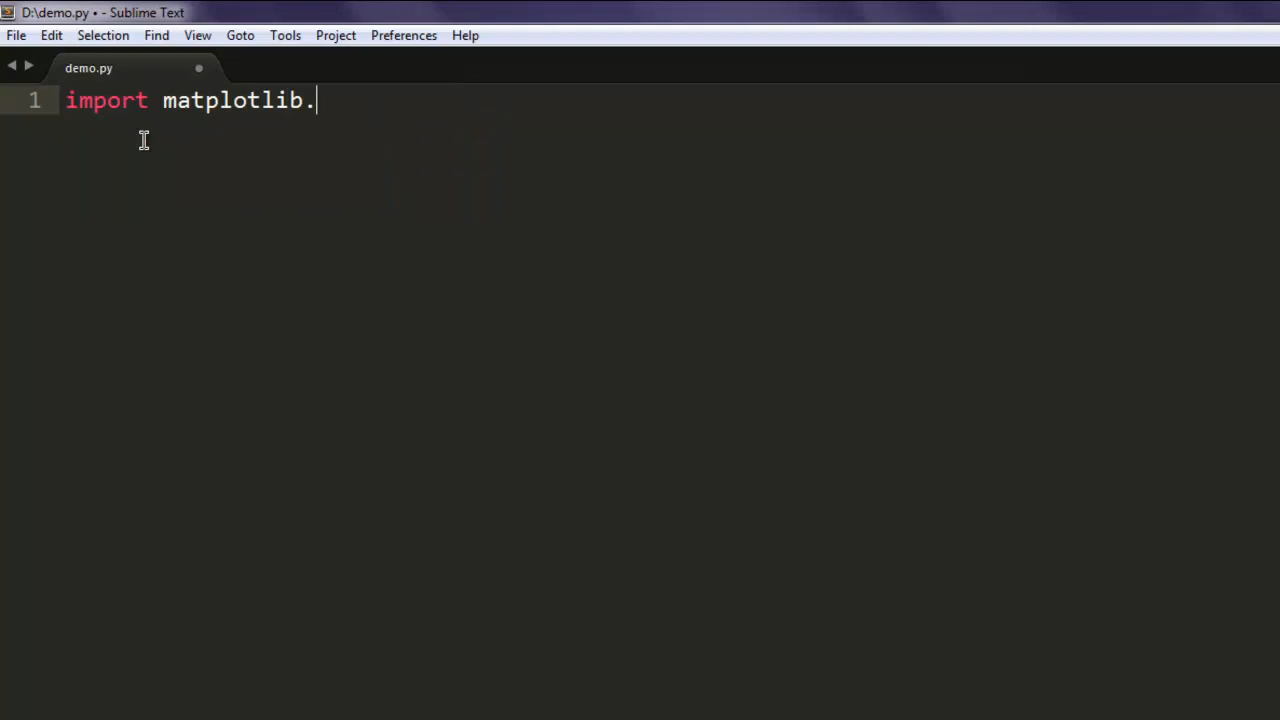 D:\demo.py • - Sublime Text
File Edit Selection Find View Goto Tools Project Preferences Help
demo.py
1 import matplotlib.